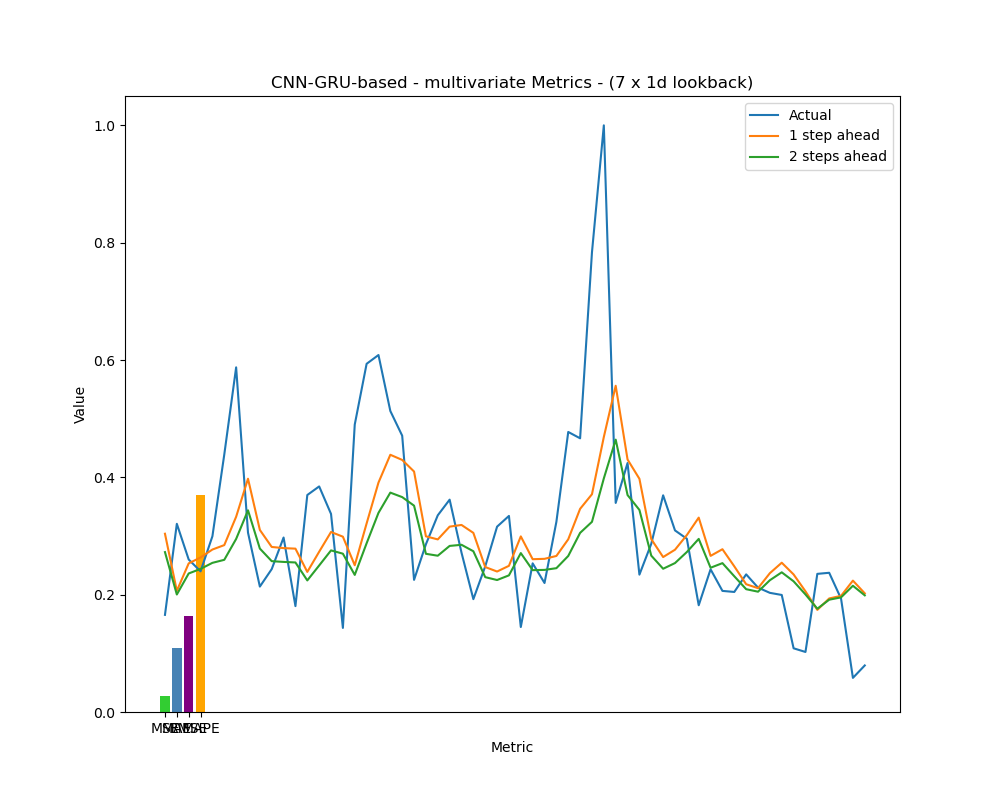 CNN-GRU-based - multivariate Metrics - (7 x 1d lookback)
Actual
1 step ahead
2 steps ahead
1.0
0.8
0.6
0.4
0.2
0.0
Value
Metric